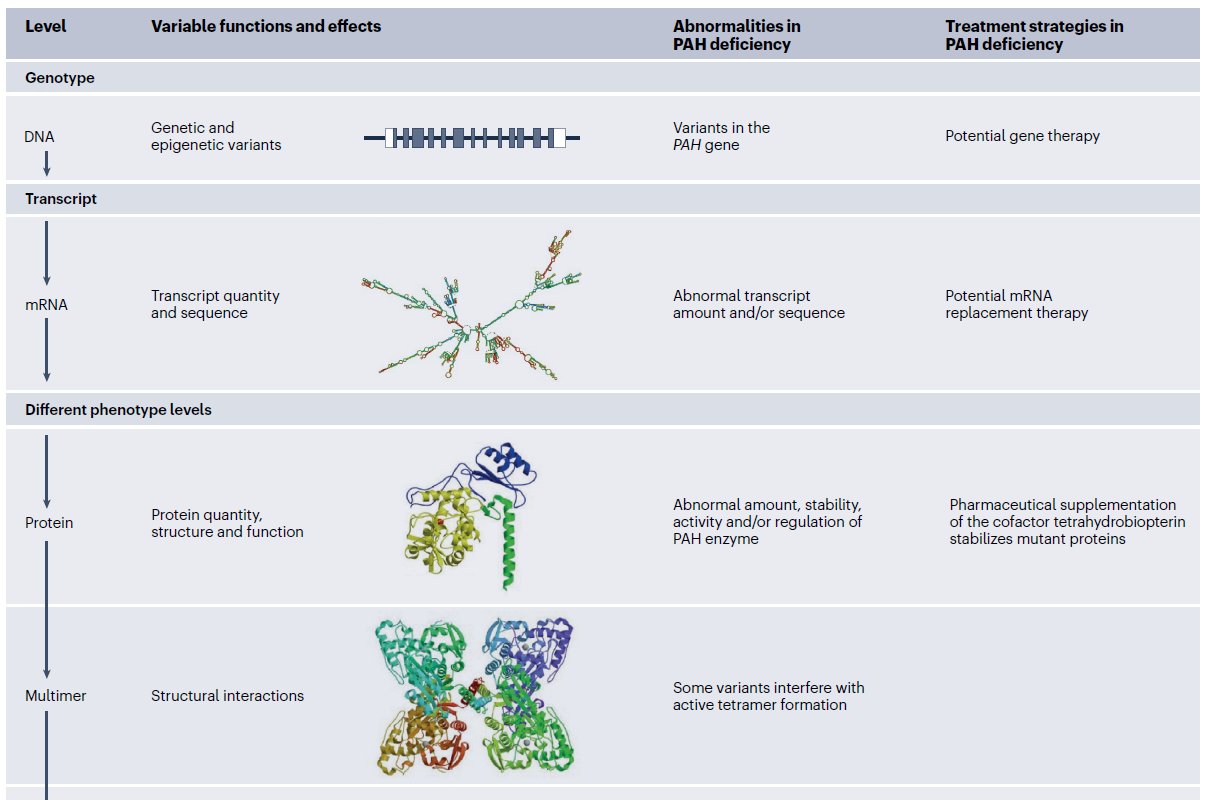 Level
Variable functions and effects
Abnormalities in
PAH deficiency
Treatment strategies in
PAH deficiency
Genotype
DNA
Genetic and
epigenetic variants
Variants in the
PAH gene
Potential gene therapy
Transcript
mRNA
Transcript quantity
and sequence
Abnormal transcript
amount and/or sequence
Potential mRNA
replacement therapy
Different phenotype levels
Protein
Protein quantity,
structure and function
Abnormal amount, stability,
activity and/or regulation of
PAH enzyme
Pharmaceutical supplementation
of the cofactor tetrahydrobiopterin
stabilizes mutant proteins
Multimer
Structural interactions
Some variants interfere with
active tetramer formation